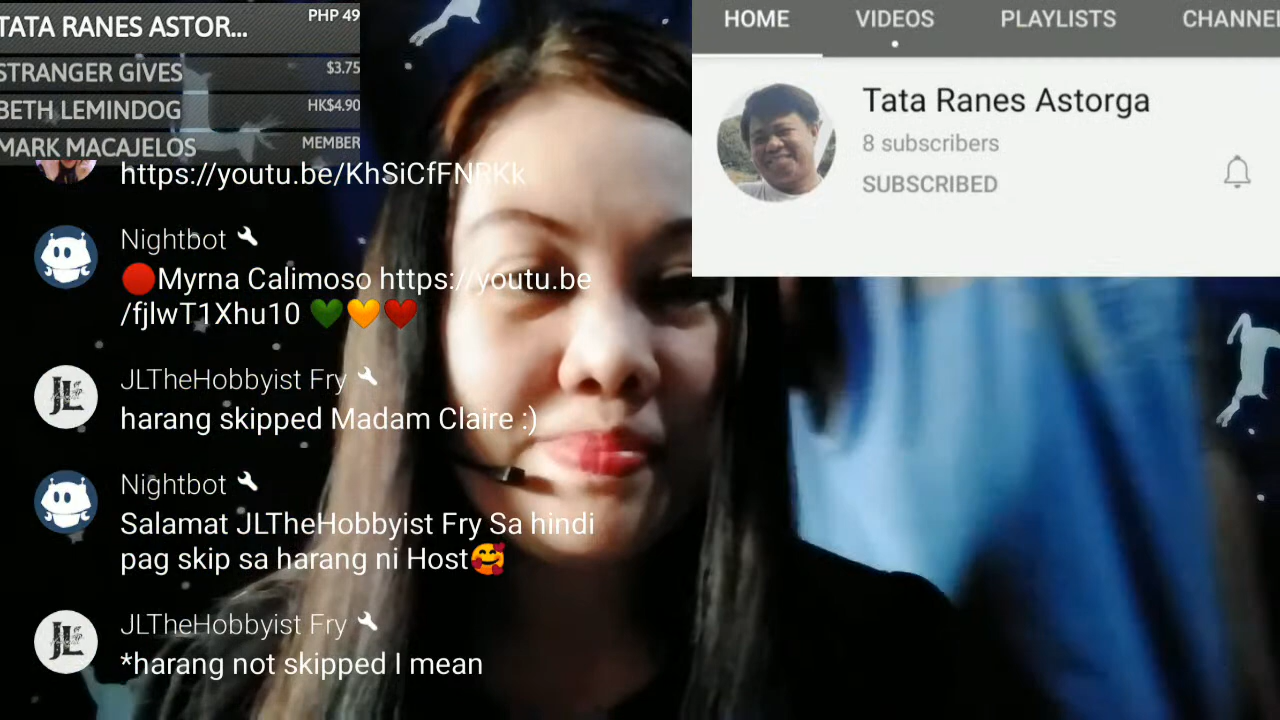 TATA RANES ASTOR... PHP 49
STRANGER GIVES $3.75
BETH LEMINDOG HK$4.90
MARK MACAJELOS MEMBER
Nightbot
🔴Myrna Calimoso https://youtu.be
/fjlwT1Xhu10 💚🧡❤️
JLTheHobbyist Fry
harang skipped Madam Claire :)
Nightbot
Salamat JLTheHobbyist Fry Sa hindi
pag skip sa harang ni Host🥰
JLTheHobbyist Fry
*harang not skipped I mean
HOME VIDEOS PLAYLISTS
Tata Ranes Astorga
8 subscribers
SUBSCRIBED
JL
JL